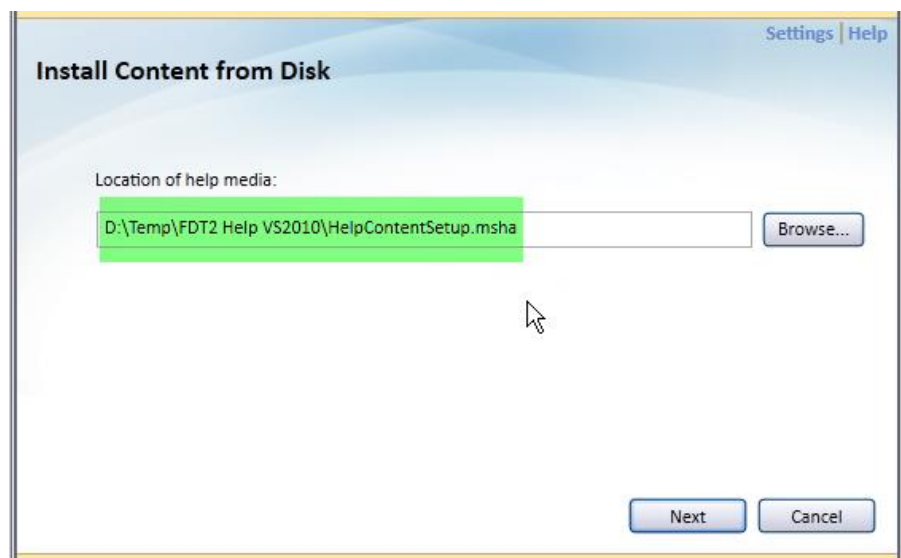 Settings | Help
Install Content from Disk
Location of help media:
D:\Temp\FDT2 Help VS2010\HelpContentSetup.msha
Browse...
Next
Cancel